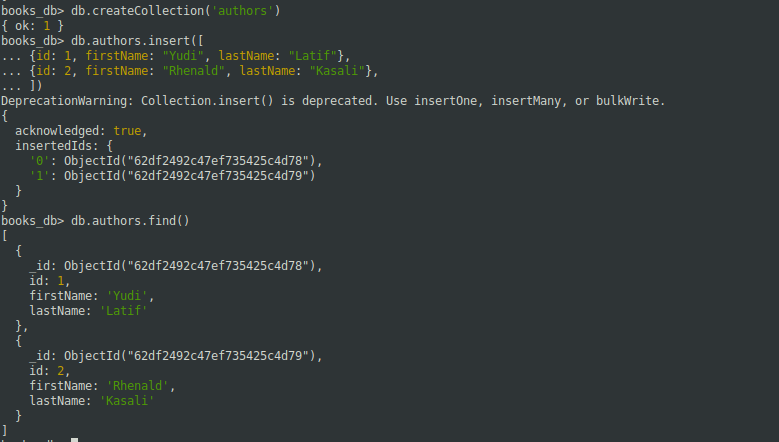 books_db> db.createCollection('authors')
{ ok: 1 }
books_db> db.authors.insert([
... {id: 1, firstName: "Yudi", lastName: "Latif"},
... {id: 2, firstName: "Rhenald", lastName: "Kasali"},
... ])
DeprecationWarning: Collection.insert() is deprecated. Use insertOne, insertMany, or bulkWrite.
{
  acknowledged: true,
  insertedIds: {
    '0': ObjectId("62df2492c47ef735425c4d78"),
    '1': ObjectId("62df2492c47ef735425c4d79")
  }
}
books_db> db.authors.find()
[
  {
    _id: ObjectId("62df2492c47ef735425c4d78"),
    id: 1,
    firstName: 'Yudi',
    lastName: 'Latif'
  },
  {
    _id: ObjectId("62df2492c47ef735425c4d79"),
    id: 2,
    firstName: 'Rhenald',
    lastName: 'Kasali'
  }
]